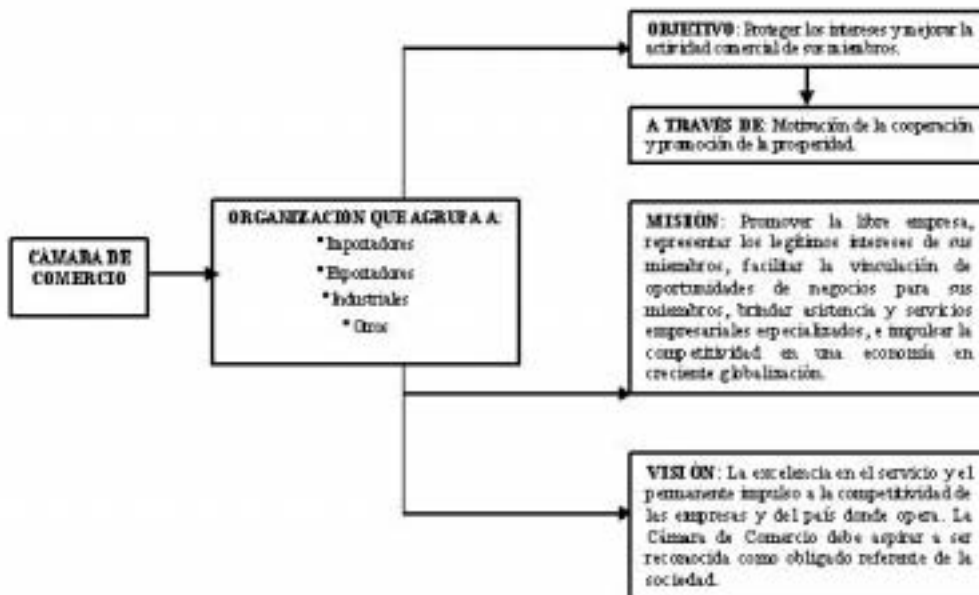 CÁMARA DE
COMERCIO
ORGANIZACIÓN QUE AGRUPA A:
• Importadores
• Exportadores
• Industriales
• Otros
OBJETIVO: Proteger los intereses y mejorar la
actividad comercial de sus miembros.
A TRAVÉS DE: Motivación de la cooperación
y promoción de la prosperidad.
MISIÓN: Promover la libre empresa,
representar los legítimos intereses de sus
miembros, facilitar la vinculación de
oportunidades de negocios para sus
miembros, brindar asistencia y servicios
empresariales especializados, e impulsar la
competitividad en una economía en
creciente globalización.
VISIÓN: La excelencia en el servicio y el
permanente impulso a la competitividad de
las empresas y del país donde opera. La
Cámara de Comercio debe aspirar a ser
reconocida como obligado referente de la
sociedad.